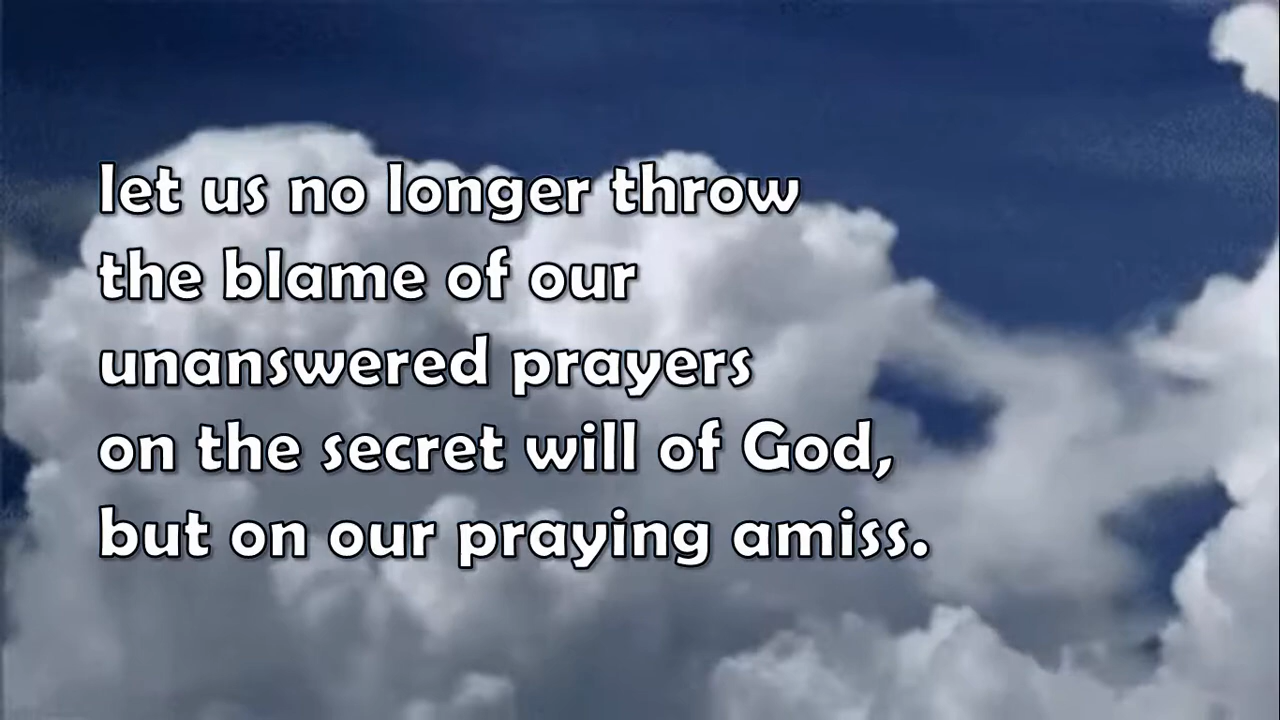 let us no longer throw
the blame of our
unanswered prayers
on the secret will of God,
but on our praying amiss.